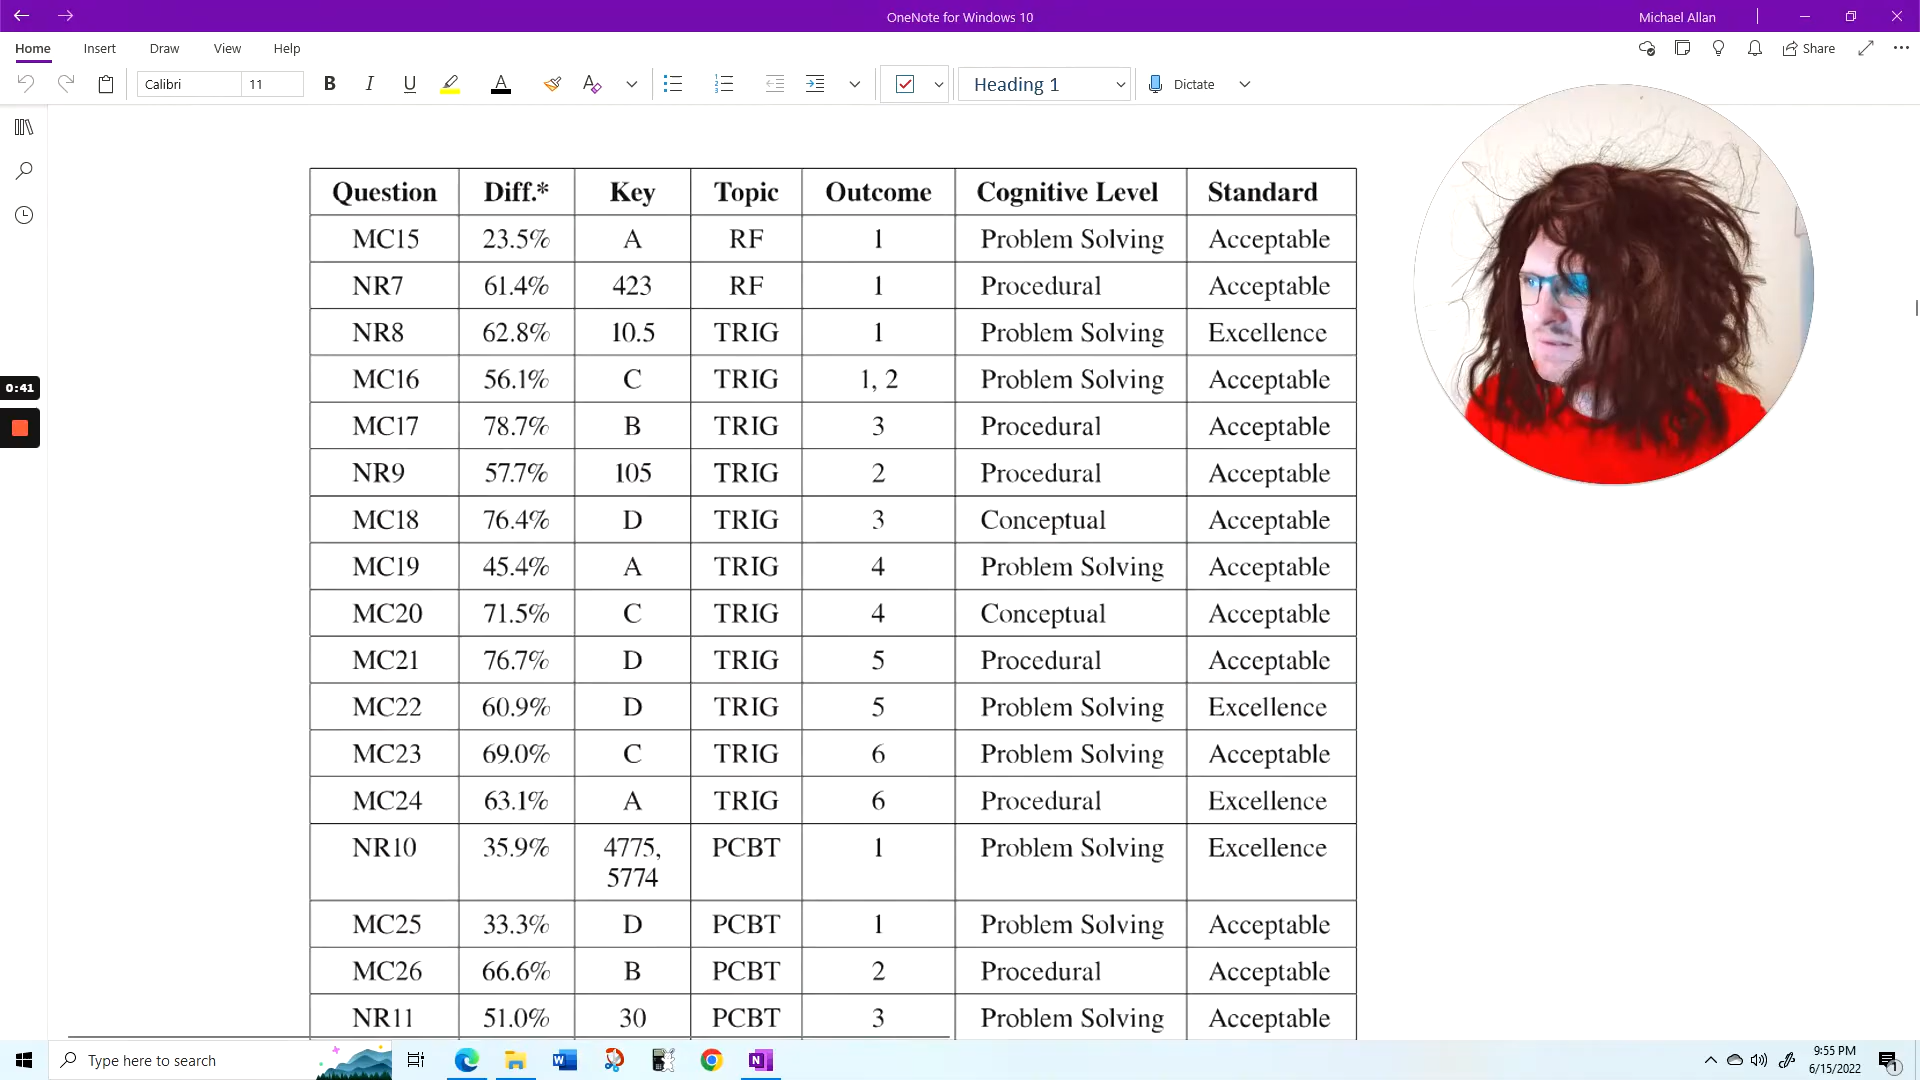 OneNote for Windows 10
Michael Allan
Home Insert Draw View Help
Share
Calibri 11 B I U A A Heading 1 Dictate
Question Diff.* Key Topic Outcome Cognitive Level Standard
MC15 23.5% A RF 1 Problem Solving Acceptable
NR7 61.4% 423 RF 1 Procedural Acceptable
NR8 62.8% 10.5 TRIG 1 Problem Solving Excellence
MC16 56.1% C TRIG 1, 2 Problem Solving Acceptable
0:41
MC17 78.7% B TRIG 3 Procedural Acceptable
NR9 57.7% 105 TRIG 2 Procedural Acceptable
MC18 76.4% D TRIG 3 Conceptual Acceptable
MC19 45.4% A TRIG 4 Problem Solving Acceptable
MC20 71.5% C TRIG 4 Conceptual Acceptable
MC21 76.7% D TRIG 5 Procedural Acceptable
MC22 60.9% D TRIG 5 Problem Solving Excellence
MC23 69.0% C TRIG 6 Problem Solving Acceptable
MC24 63.1% A TRIG 6 Procedural Excellence
NR10 35.9% 4775, PCBT 1 Problem Solving Excellence
5774
MC25 33.3% D PCBT 1 Problem Solving Acceptable
MC26 66.6% B PCBT 2 Procedural Acceptable
NR11 51.0% 30 PCBT 3 Problem Solving Acceptable
Type here to search
9:55 PM
6/15/2022
1